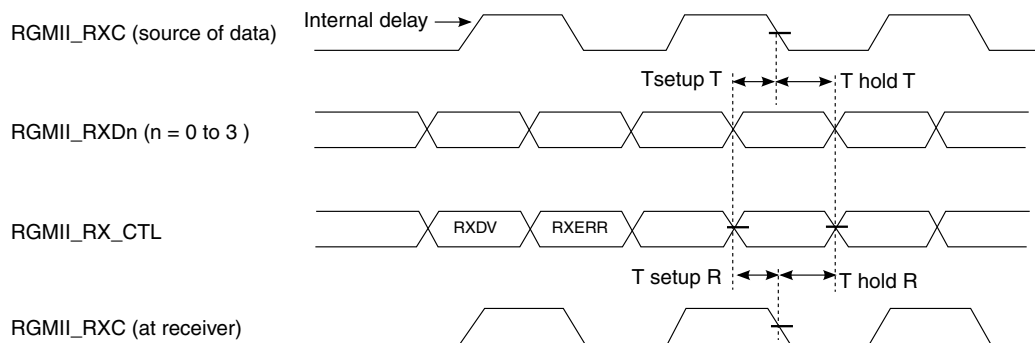 Internal delay
RGMII_RXC (source of data)
Tsetup T
T hold T
RGMII_RXDn (n = 0 to 3 )
RGMII_RX_CTL
RXDV
RXERR
T setup R
T hold R
RGMII_RXC (at receiver)